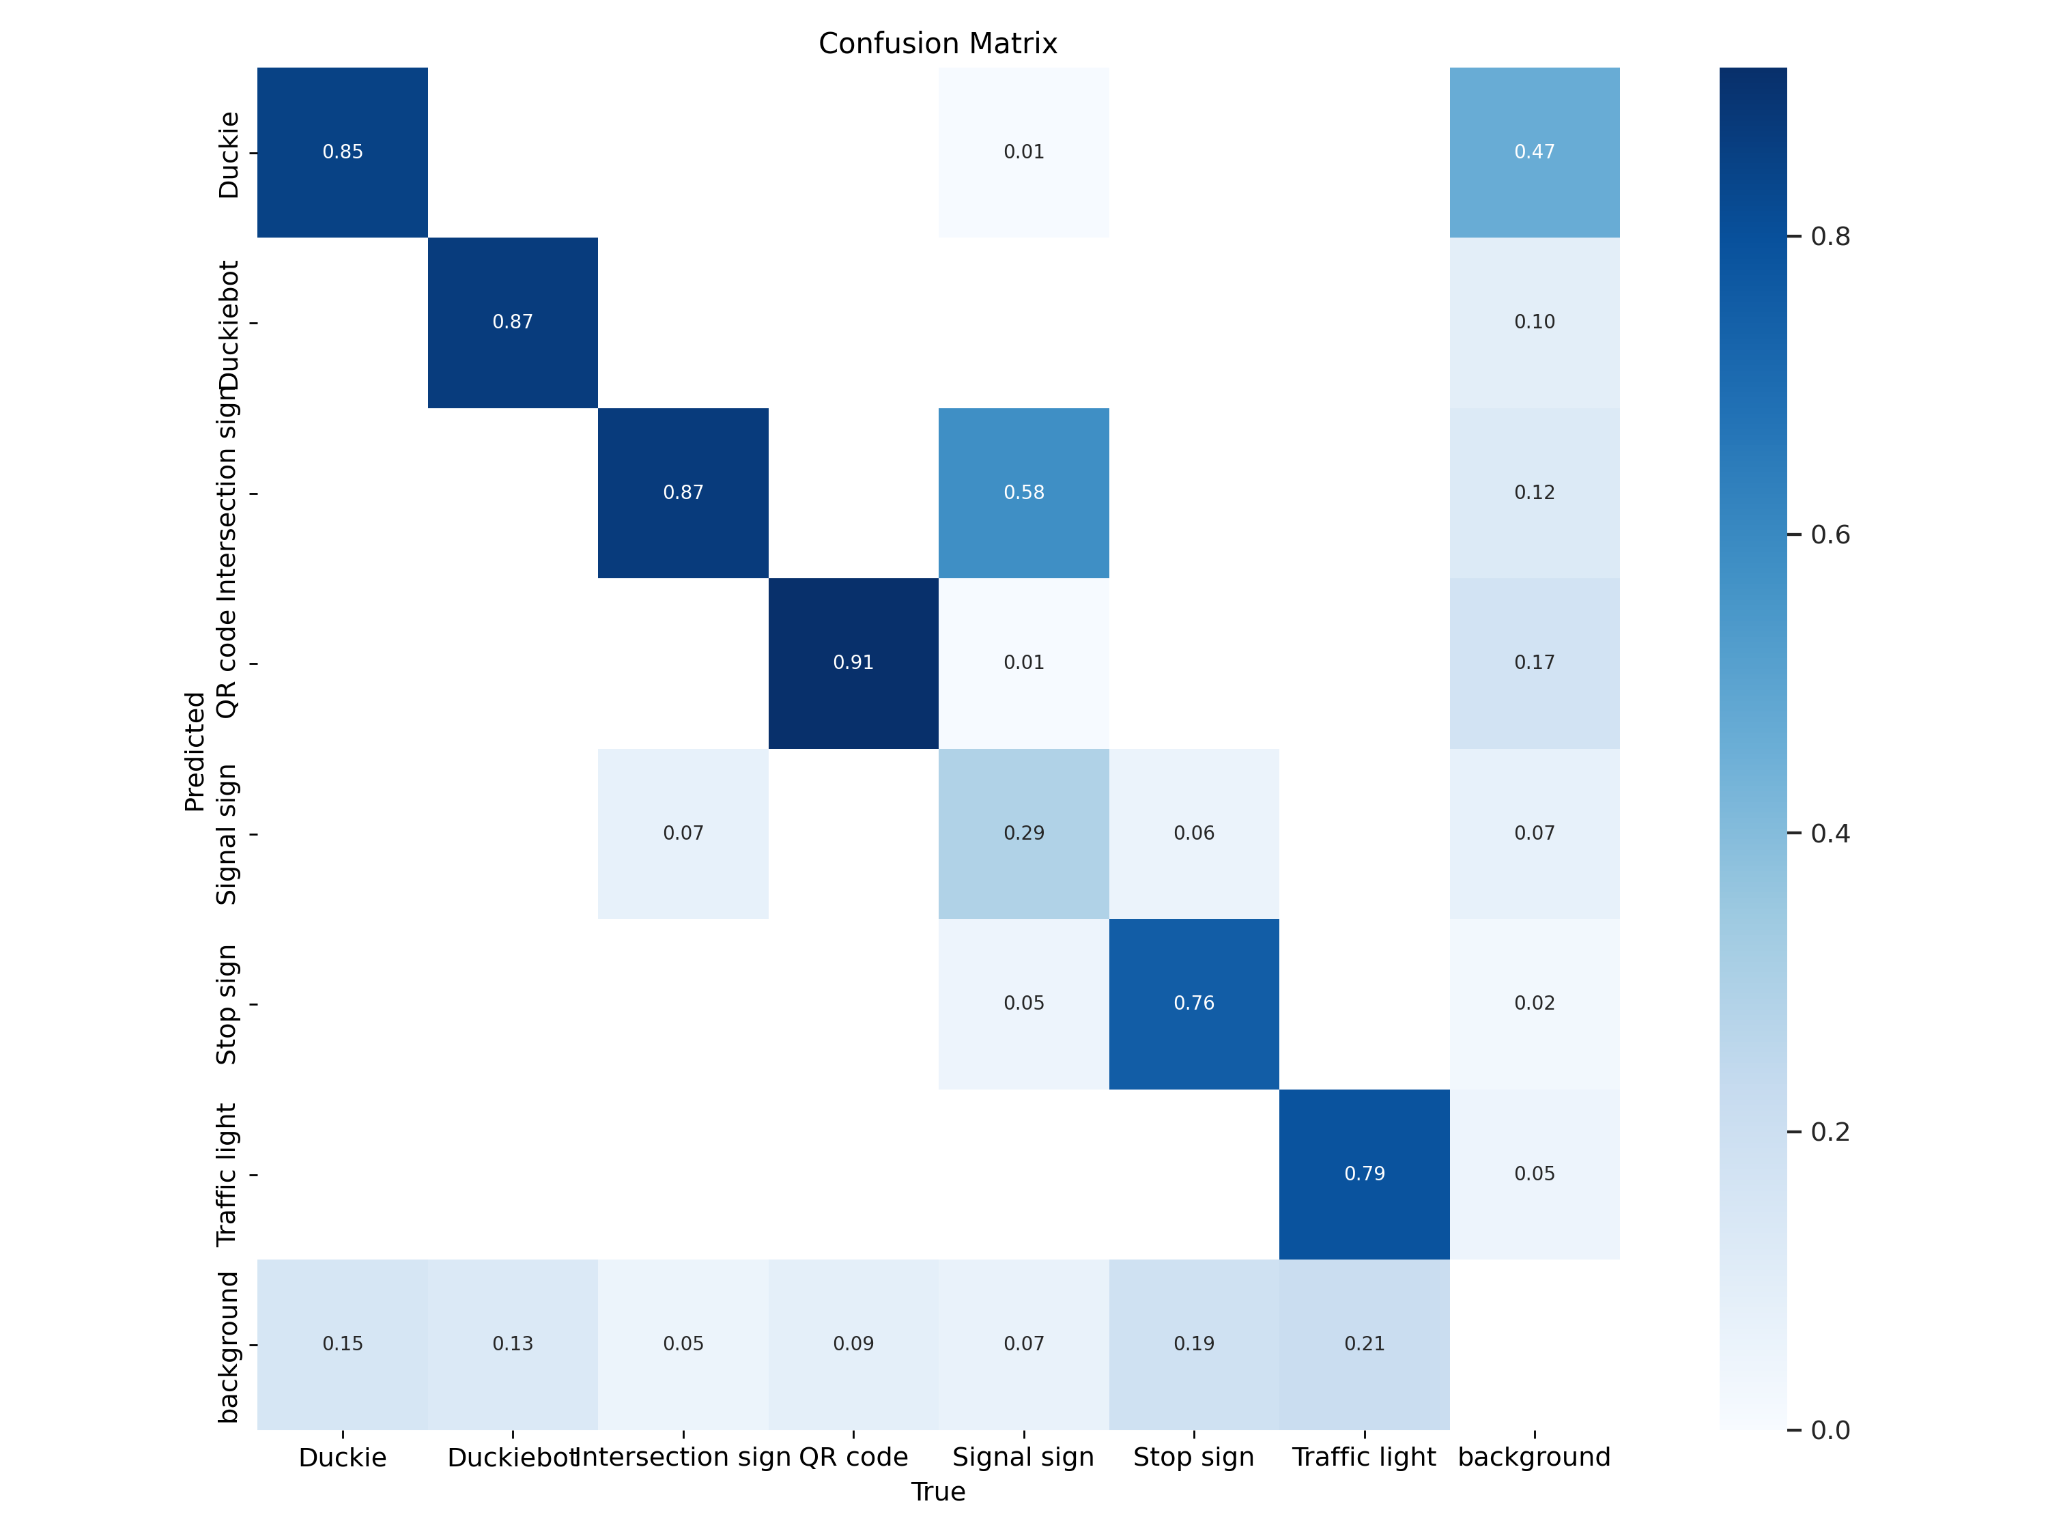 Confusion Matrix
Duckie
0.85
0.01
0.47
0.8
Duckiebot
0.87
0.10
Intersection sign
0.87
0.58
0.12
0.6
QR code
0.91
0.01
0.17
Predicted
Signal sign
0.07
0.29
0.06
0.07
0.4
Stop sign
0.05
0.76
0.02
Traffic light
0.79
0.05
0.2
background
0.15
0.13
0.05
0.09
0.07
0.19
0.21
0.0
Duckie
Duckiebot
Intersection sign
QR code
Signal sign
Stop sign
Traffic light
background
True